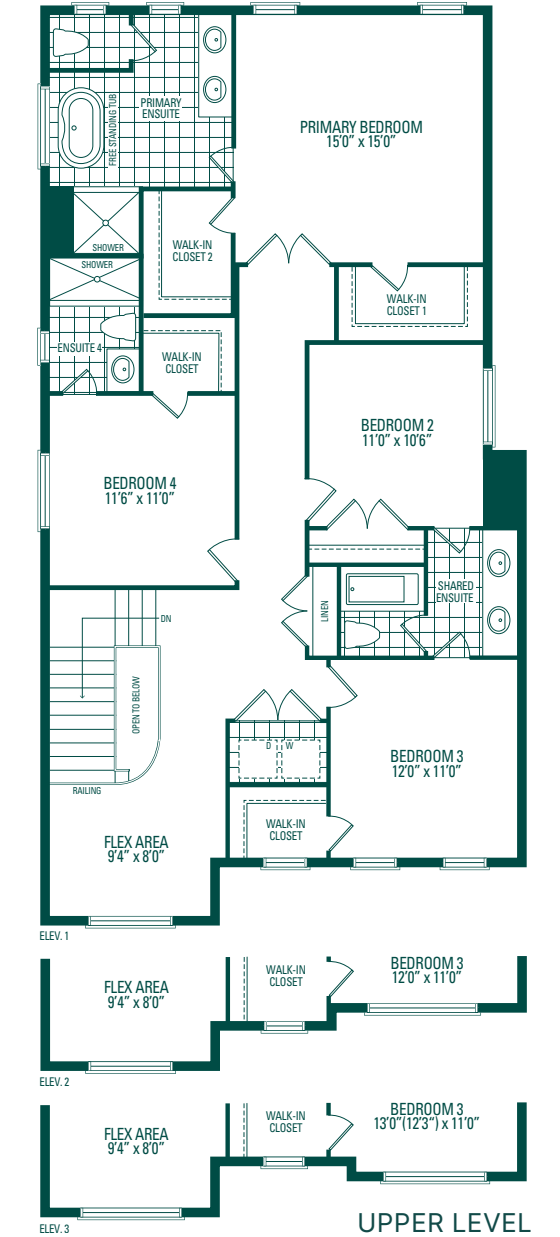 PRIMARY
ENSUITE
FREE STANDING TUB
PRIMARY BEDROOM
15'0" x 15'0"
SHOWER
WALK-IN
CLOSET 2
SHOWER
WALK-IN
CLOSET 1
ENSUITE 4
WALK-IN
CLOSET
BEDROOM 2
11'0" x 10'6"
BEDROOM 4
11'6" x 11'0"
SHARED
ENSUITE
LINEN
DN
OPEN TO BELOW
D W
RAILING
BEDROOM 3
12'0" x 11'0"
WALK-IN
CLOSET
FLEX AREA
9'4" x 8'0"
ELEV. 1
WALK-IN
CLOSET
BEDROOM 3
12'0" x 11'0"
FLEX AREA
9'4" x 8'0"
ELEV. 2
WALK-IN
CLOSET
BEDROOM 3
13'0"(12'3") x 11'0"
FLEX AREA
9'4" x 8'0"
ELEV. 3
UPPER LEVEL